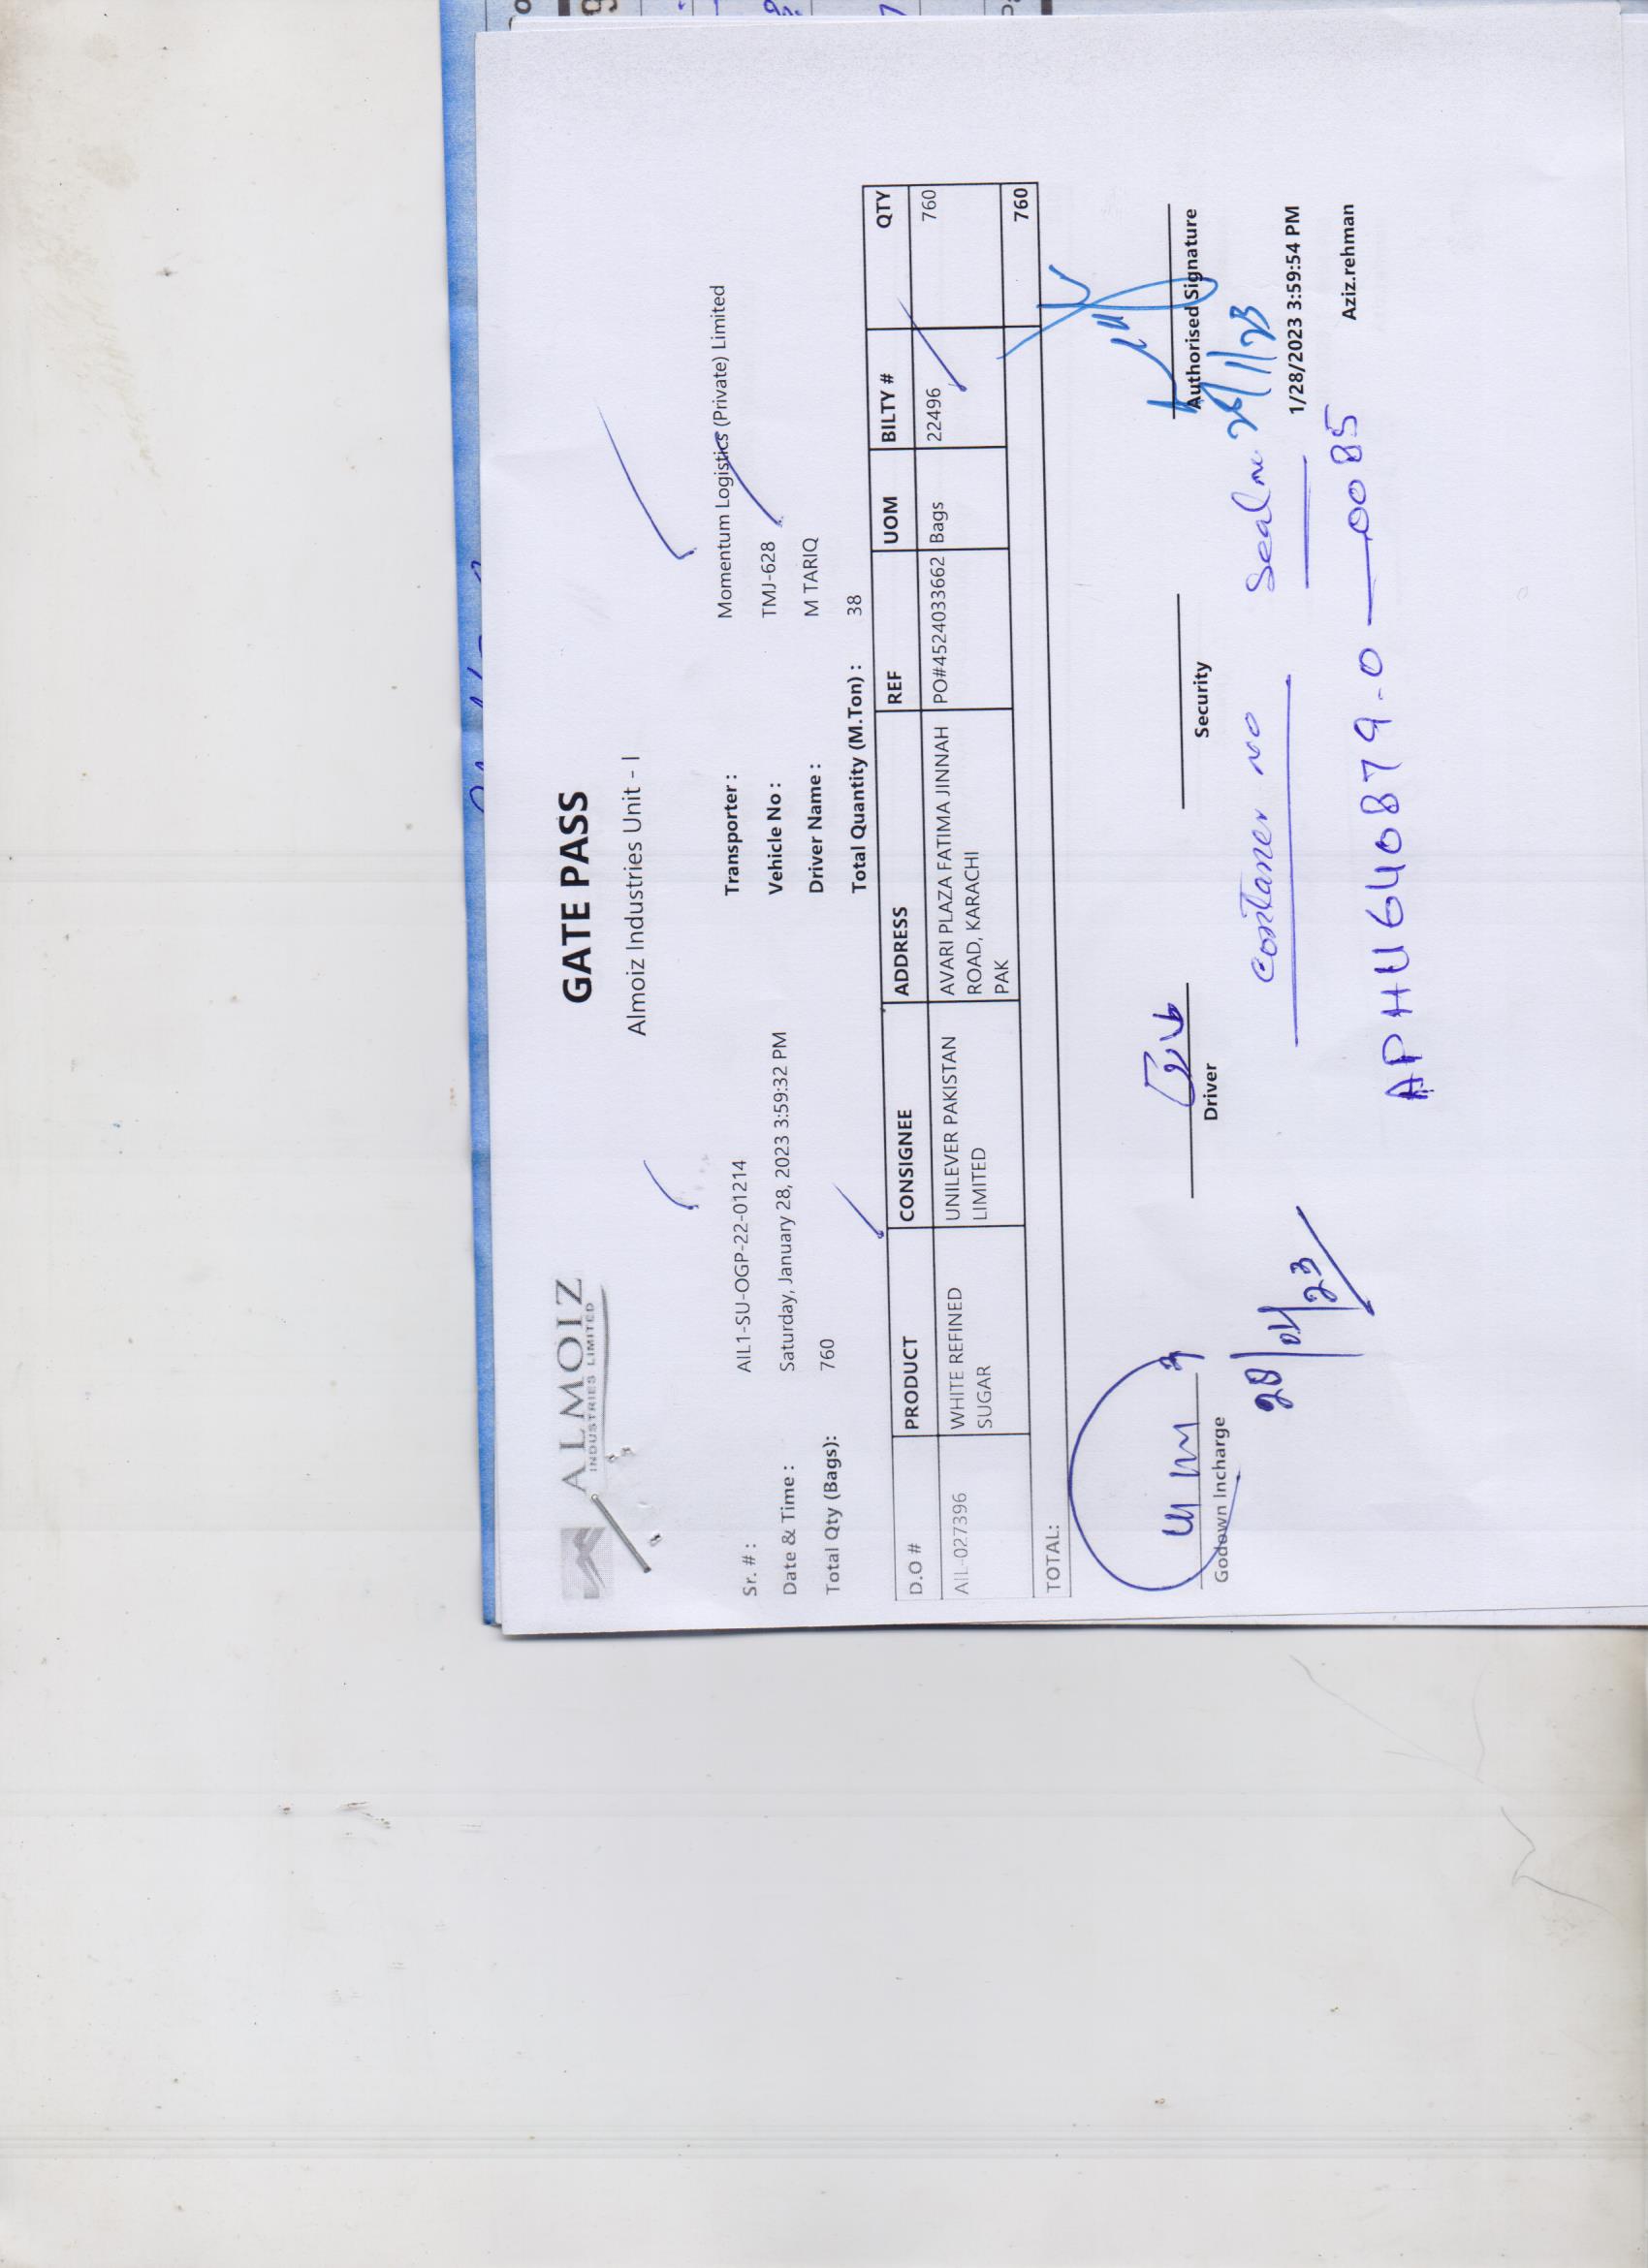 GATE PASS
ALMOIZ
INDUSTRIES LIMITED
Almoiz Industries Unit - I
Sr. # : AIL1-SU-OGP-22-01214 Transporter : Momentum Logistics (Private) Limited
Date & Time : Saturday, January 28, 2023 3:59:32 PM Vehicle No : TMJ-628
Total Qty (Bags): 760 Driver Name : M TARIQ
Total Quantity (M.Ton) : 38
D.O # PRODUCT CONSIGNEE ADDRESS REF UOM BILTY # QTY
AIL-027396 WHITE REFINED UNILEVER PAKISTAN AVARI PLAZA FATIMA JINNAH PO#4524033662 Bags 22496 760
SUGAR LIMITED ROAD, KARACHI
PAK
TOTAL: 760
Godown Incharge Driver Security Authorised Signature
28/01/23 Container no Seal no 28/1/23
1/28/2023 3:59:54 PM
Aziz.rehman
APHU640879-0 — 0085